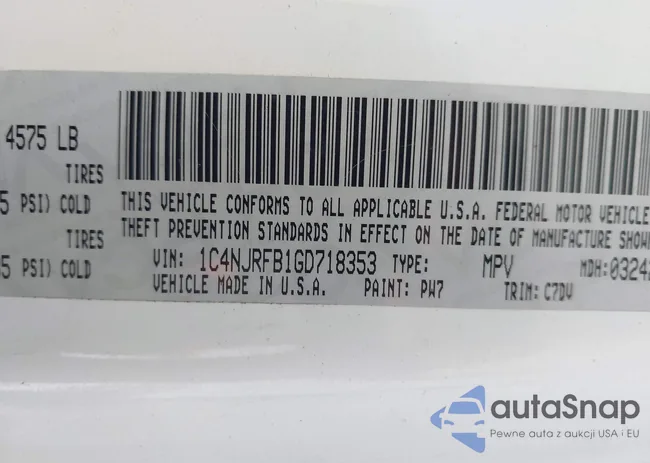 4575 LB
TIRES
5 PSI) COLD
THIS VEHICLE CONFORMS TO ALL APPLICABLE U.S.A. FEDERAL MOTOR VEHICLE
THEFT PREVENTION STANDARDS IN EFFECT ON THE DATE OF MANUFACTURE SHOWN
TIRES
5 PSI) COLD
VIN: 1C4NJRFB1GD718353 TYPE: MPV MDH:03242
VEHICLE MADE IN U.S.A. PAINT: PW7 TRIM: C7DV
autaSnap
Pewne auta z aukcji USA i EU